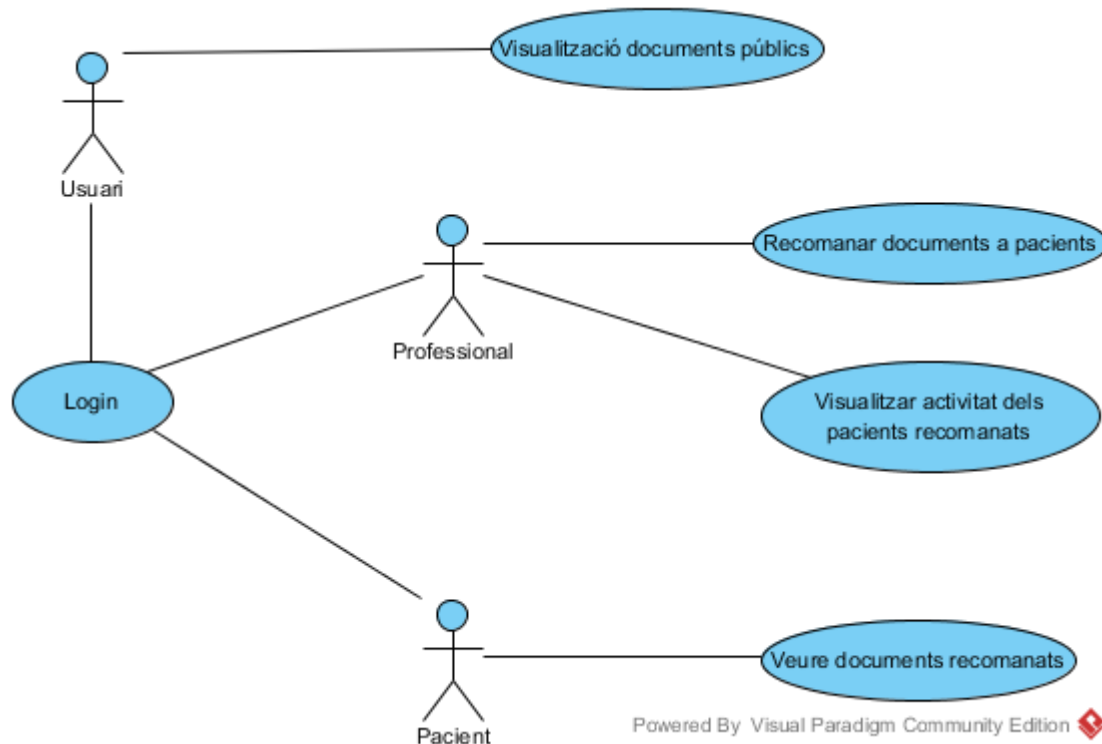 Visualització documents públics
Usuari
Recomanar documents a pacients
Professional
Login
Visualitzar activitat dels
pacients recomanats
Veure documents recomanats
Pacient
Powered By Visual Paradigm Community Edition